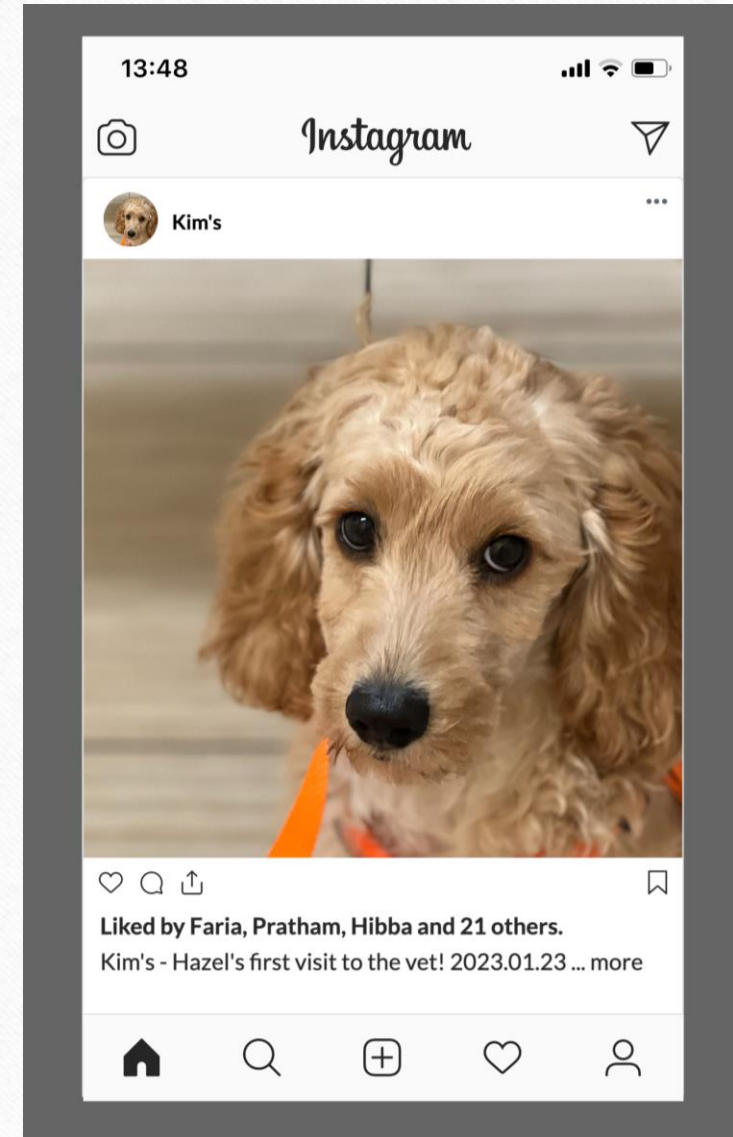 13:48
Instagram
Kim's
Liked by Faria, Pratham, Hibba and 21 others.
Kim's - Hazel's first visit to the vet! 2023.01.23 ... more